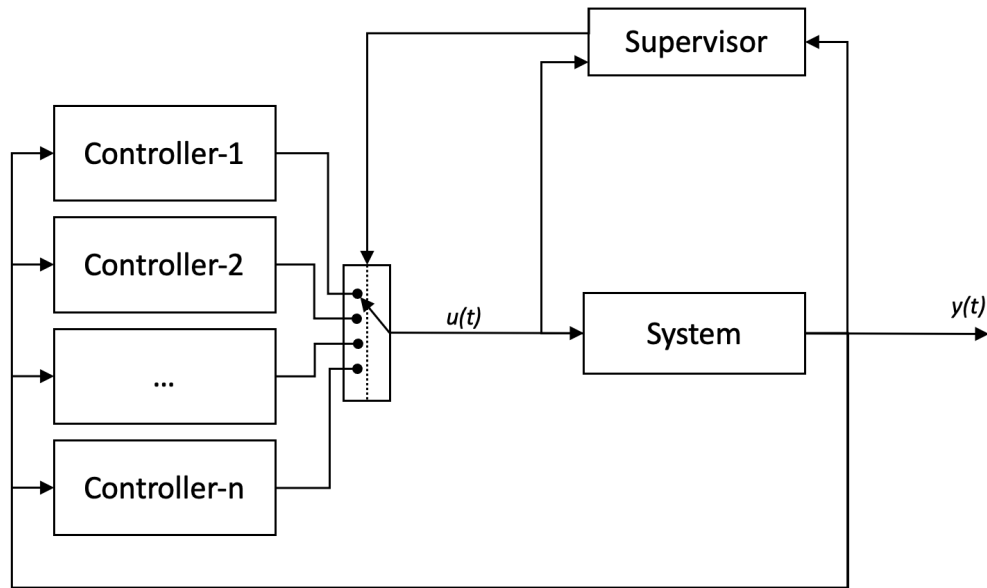 Supervisor
Controller-1
Controller-2
...
Controller-n
u(t)
System
y(t)